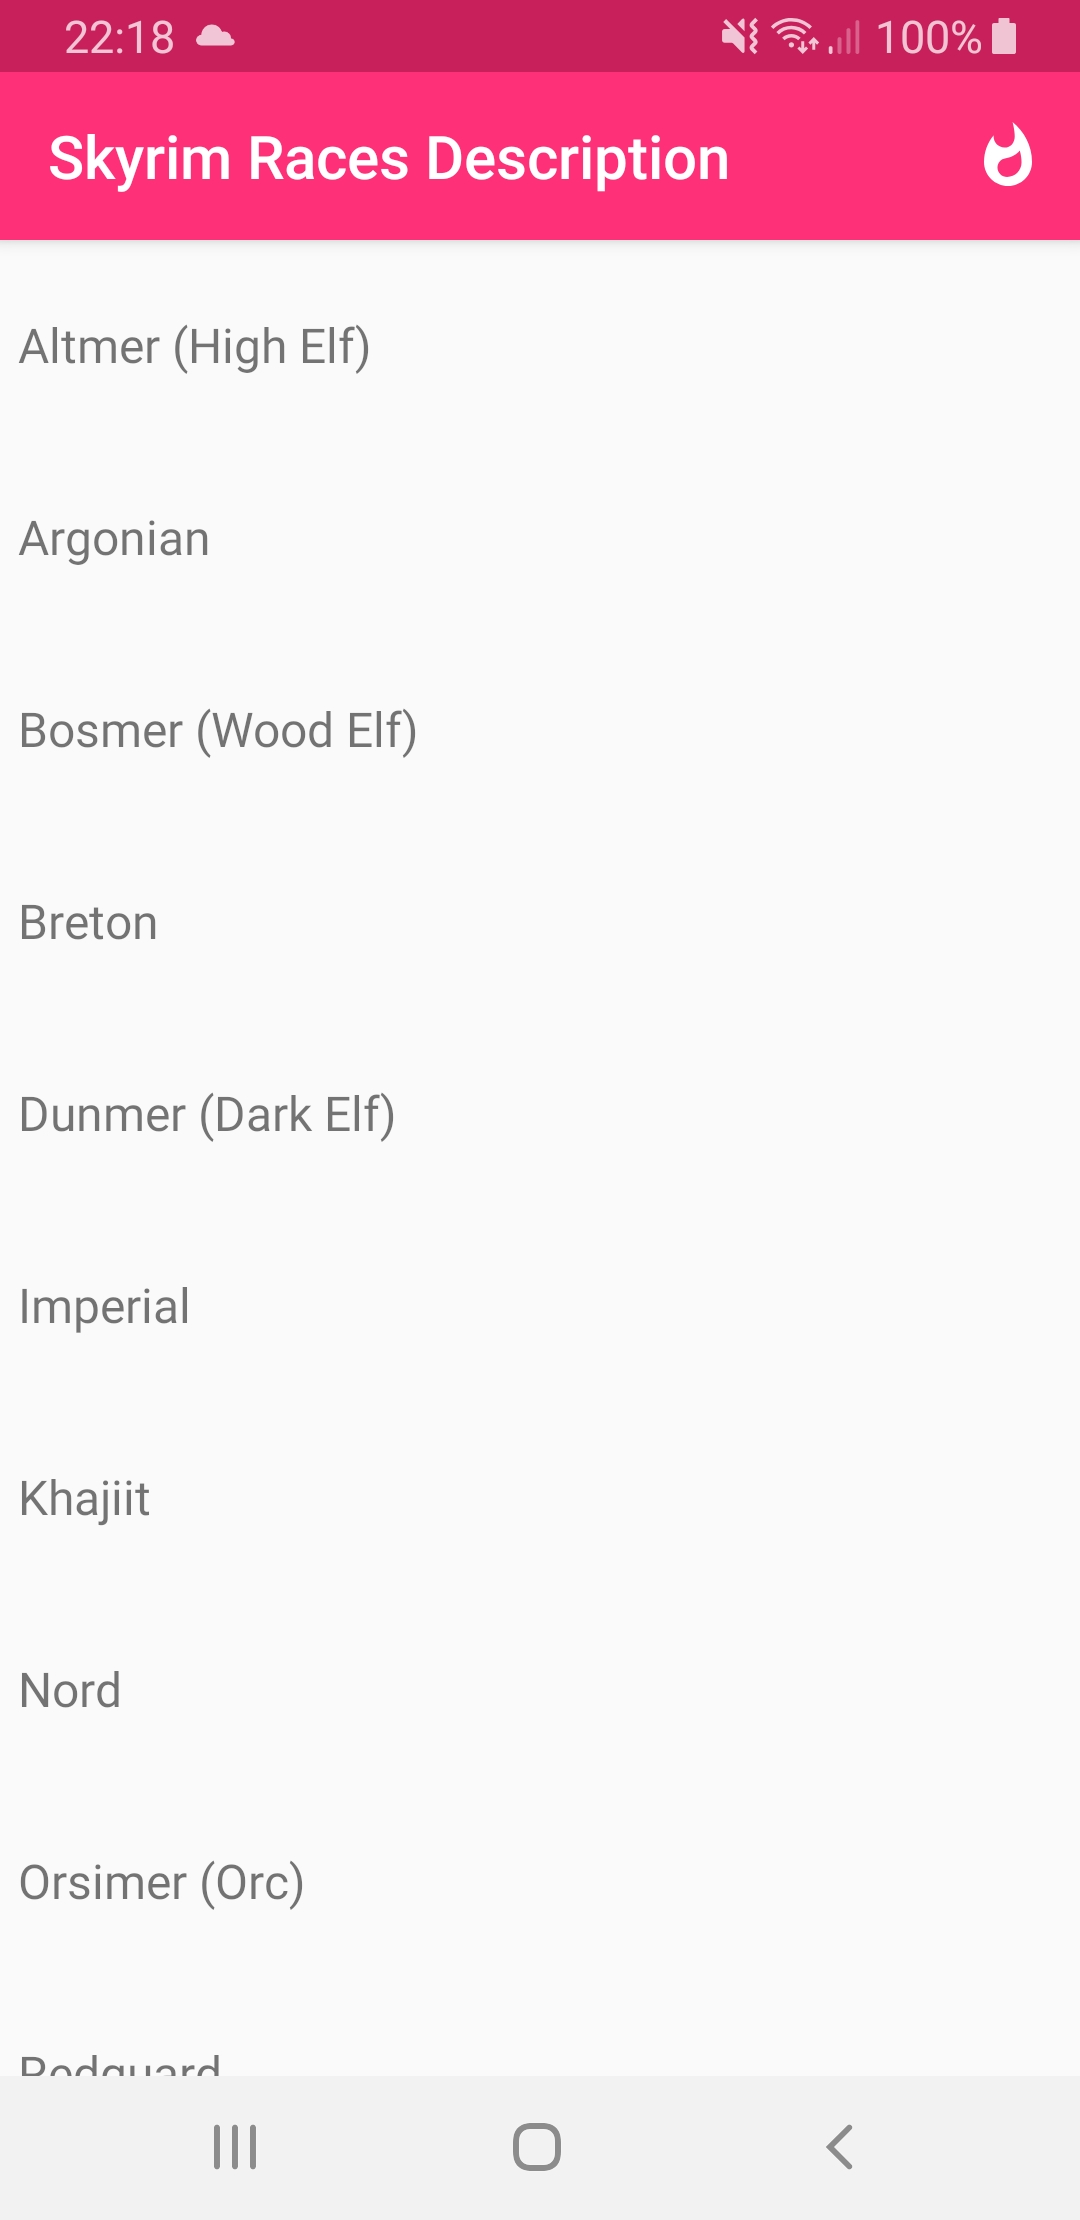 22:18 100%
Skyrim Races Description
Altmer (High Elf)
Argonian
Bosmer (Wood Elf)
Breton
Dunmer (Dark Elf)
Imperial
Khajiit
Nord
Orsimer (Orc)
Redguard